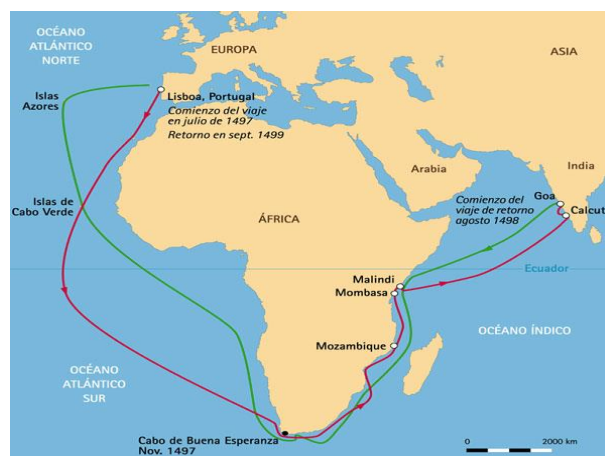 OCÉANO
ATLÁNTICO
NORTE
EUROPA
ASIA
Islas
Azores
Lisboa, Portugal
Comienzo del viaje
en julio de 1497
Retorno en sept. 1499
Arabia
India
Islas de
Cabo Verde
ÁFRICA
Comienzo del
viaje de retorno
agosto 1498
Goa
Calcut
Ecuador
Malindi
Mombasa
Mozambique
OCÉANO ÍNDICO
OCÉANO
ATLÁNTICO
SUR
Cabo de Buena Esperanza
Nov. 1497
0 2000 km